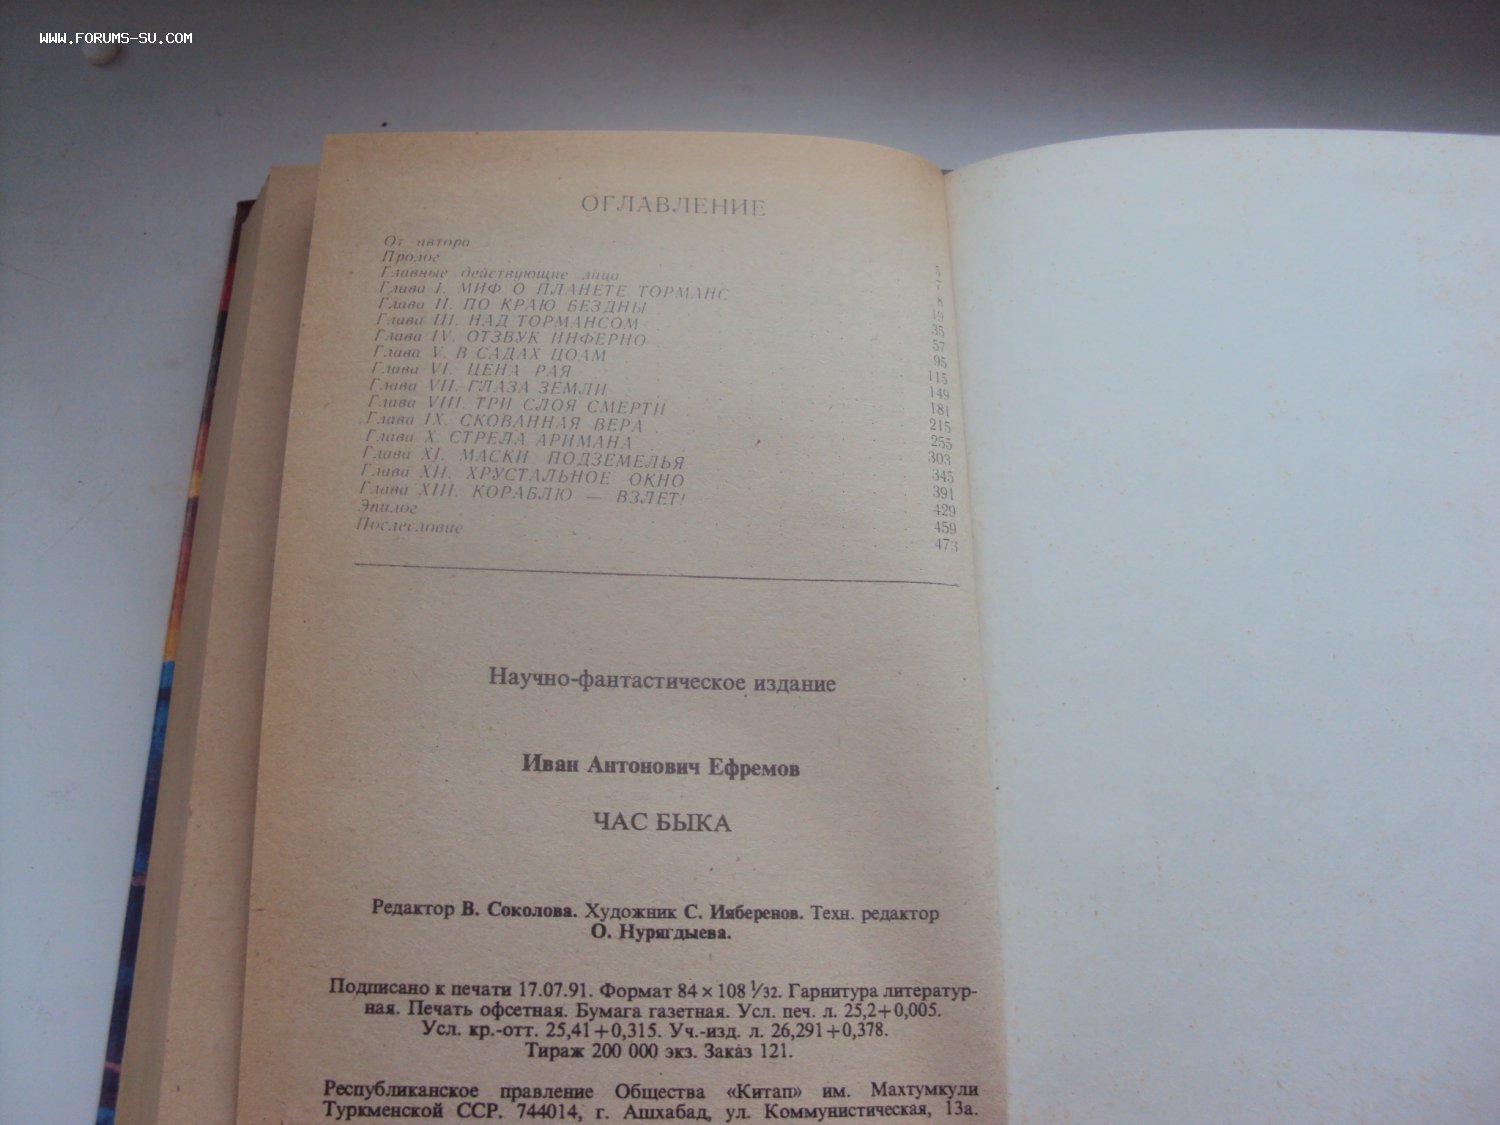 WWW.FORUMS-SU.COM
ОГЛАВЛЕНИЕ
От автора 5
Пролог 7
Главные действующие лица 8
Глава I. МИФ О ПЛАНЕТЕ ТОРМАНС 19
Глава II. ПО КРАЮ БЕЗДНЫ 35
Глава III. НАД ТОРМАНСОМ 57
Глава IV. ОТЗВУК ИНФЕРНО 95
Глава V. В САДАХ ЦОАМ 115
Глава VI. ЦЕНА РАЯ 149
Глава VII. ГЛАЗА ЗЕМЛИ 181
Глава VIII. ТРИ СЛОЯ СМЕРТИ 215
Глава IX. СКОВАННАЯ ВЕРА 255
Глава X. СТРЕЛА АРИМАНА 303
Глава XI. МАСКИ ПОДЗЕМЕЛЬЯ 345
Глава XII. ХРУСТАЛЬНОЕ ОКНО 391
Глава XIII. КОРАБЛЮ — ВЗЛЕТ! 429
Эпилог 459
Послесловие 473
Научно-фантастическое издание
Иван Антонович Ефремов
ЧАС БЫКА
Редактор В. Соколова. Художник С. Ияберенов. Техн. редактор
О. Нурягдыева.
Подписано к печати 17.07.91. Формат 84 × 108 1/32. Гарнитура литератур-
ная. Печать офсетная. Бумага газетная. Усл. печ. л. 25,2+0,005.
Усл. кр.-отт. 25,41+0,315. Уч.-изд. л. 26,291+0,378.
Тираж 200 000 экз. Заказ 121.
Республиканское правление Общества «Китап» им. Махтумкули
Туркменской ССР. 744014, г. Ашхабад, ул. Коммунистическая, 13а.